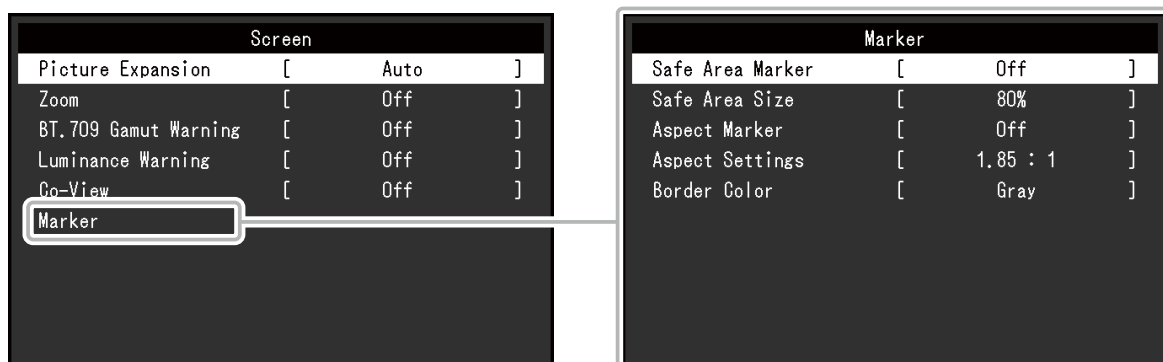 Screen
Picture Expansion [ Auto ]
Zoom [ Off ]
BT.709 Gamut Warning [ Off ]
Luminance Warning [ Off ]
Co-View [ Off ]
Marker
Marker
Safe Area Marker [ Off ]
Safe Area Size [ 80% ]
Aspect Marker [ Off ]
Aspect Settings [ 1.85 : 1 ]
Border Color [ Gray ]